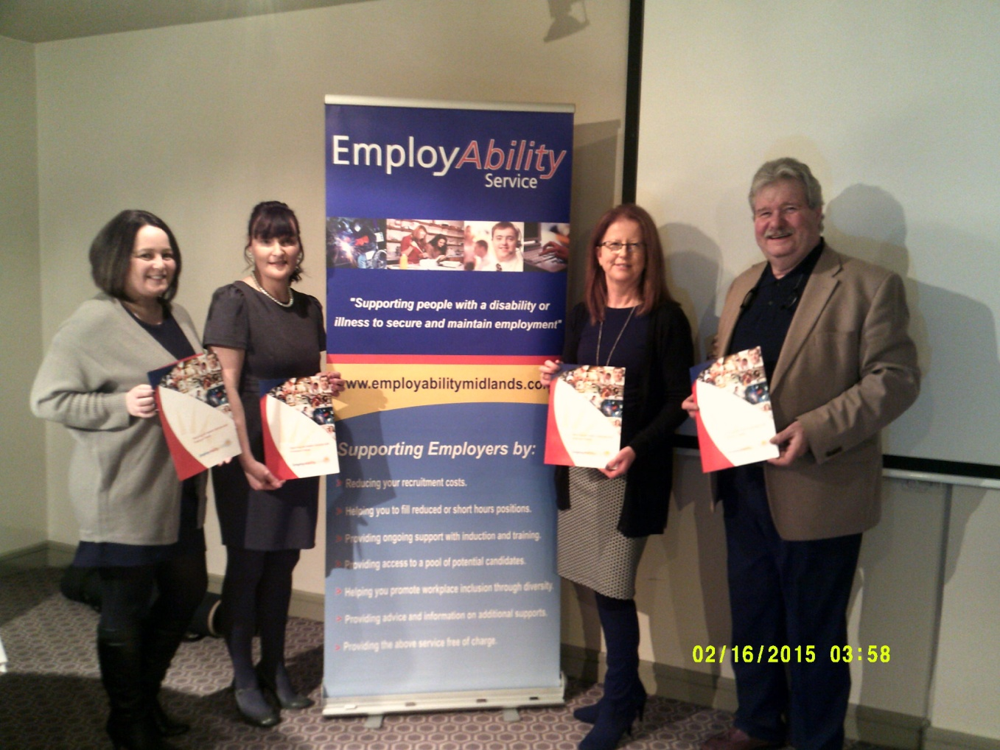 EmployAbility
Service
"Supporting people with a disability or
illness to secure and maintain employment"
www.employabilitymidlands.co
Supporting Employers by:
Reducing your recruitment costs.
Helping you to fill reduced or short hours positions.
Providing ongoing support with induction and training.
Providing access to a pool of potential candidates.
Helping you promote workplace inclusion through diversity.
Providing advice and information on additional supports.
Providing the above service free of charge.
02/16/2015 03:58